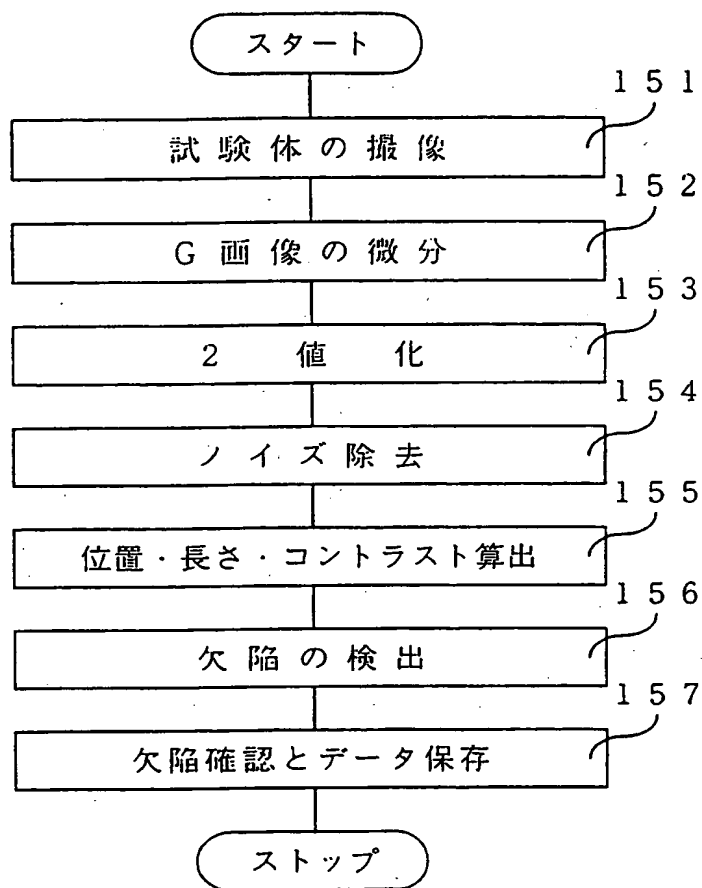 スタート
151
試験体の撮像
152
G画像の微分
153
2値化
154
ノイズ除去
155
位置・長さ・コントラスト算出
156
欠陥の検出
157
欠陥確認とデータ保存
ストップ